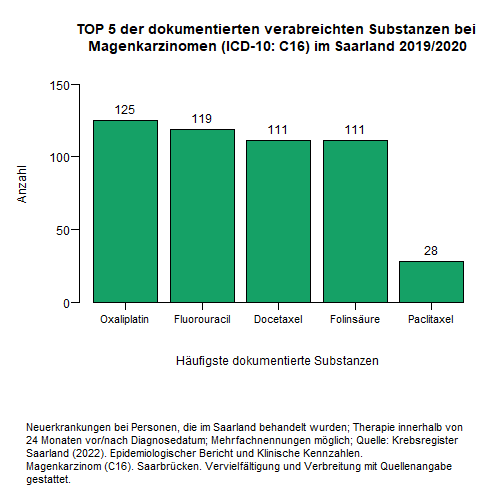 TOP 5 der dokumentierten verabreichten Substanzen bei
Magenkarzinomen (ICD-10: C16) im Saarland 2019/2020
150
100
50
0
Anzahl
125
119
111
111
28
Oxaliplatin
Fluorouracil
Docetaxel
Folinsäure
Paclitaxel
Häufigste dokumentierte Substanzen
Neuerkrankungen bei Personen, die im Saarland behandelt wurden; Therapie innerhalb von
24 Monaten vor/nach Diagnosedatum; Mehrfachnennungen möglich; Quelle: Krebsregister
Saarland (2022). Epidemiologischer Bericht und Klinische Kennzahlen.
Magenkarzinom (C16). Saarbrücken. Vervielfältigung und Verbreitung mit Quellenangabe
gestattet.